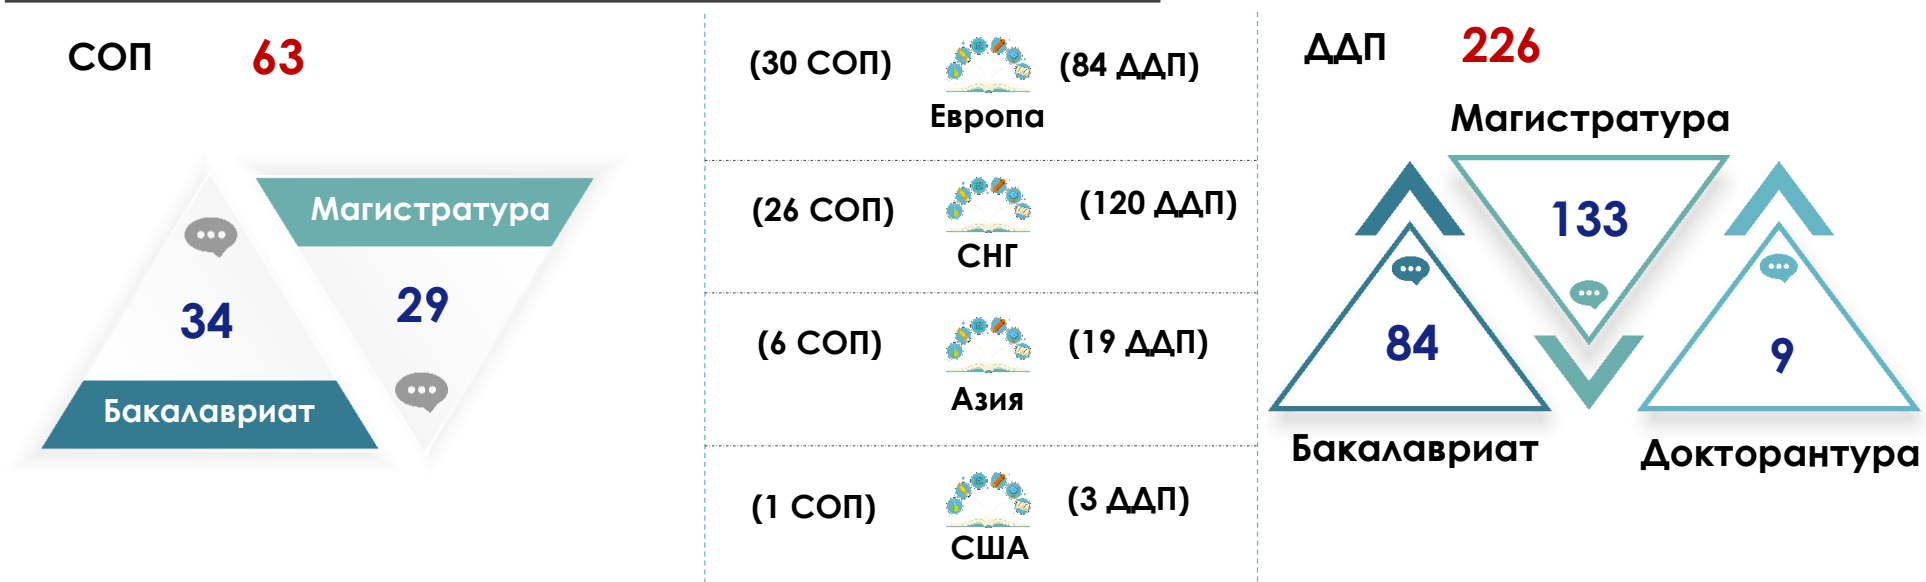 СОП 63
Магистратура
29
34
Бакалавриат
(30 СОП) (84 ДДП)
Европа
(26 СОП) (120 ДДП)
СНГ
(6 СОП) (19 ДДП)
Азия
(1 СОП) (3 ДДП)
США
ДДП 226
Магистратура
133
84
9
Бакалавриат
Докторантура